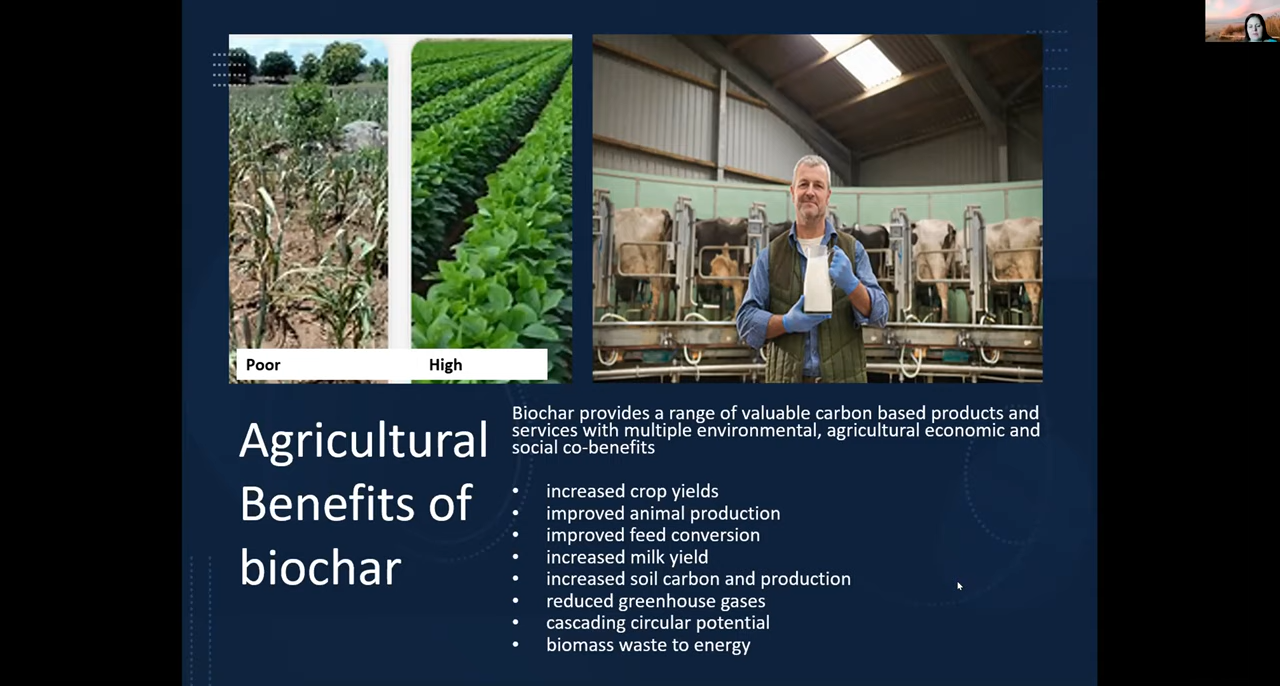 Poor
High
Agricultural
Benefits of
biochar
Biochar provides a range of valuable carbon based products and
services with multiple environmental, agricultural economic and
social co-benefits
• increased crop yields
• improved animal production
• improved feed conversion
• increased milk yield
• increased soil carbon and production
• reduced greenhouse gases
• cascading circular potential
• biomass waste to energy